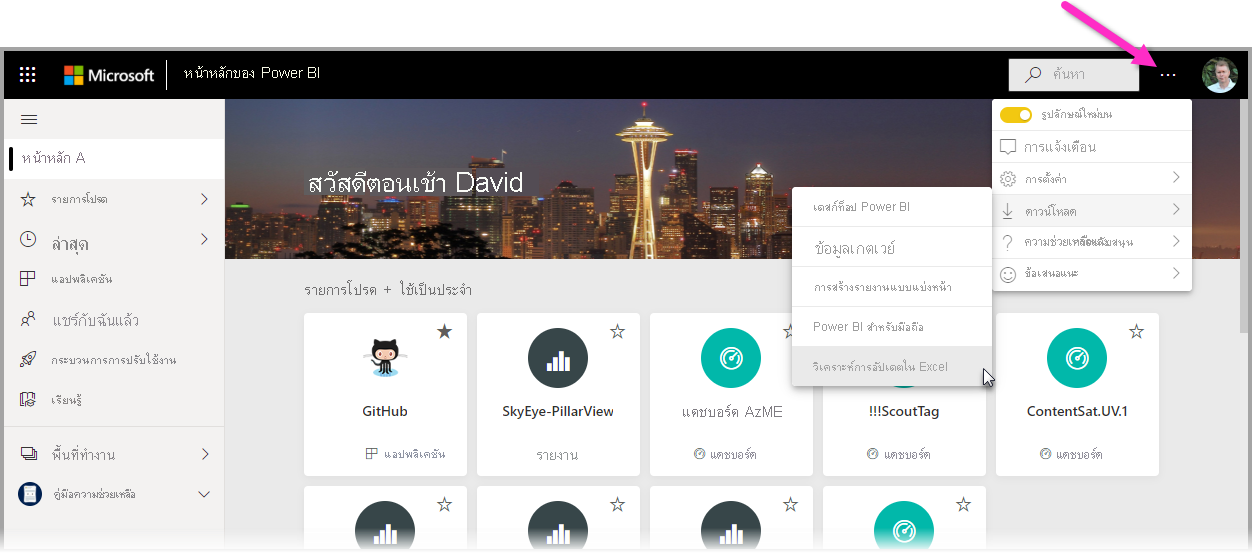 Microsoft หน้าหลักของ Power BI ค้นหา
หน้าหลัก A
รายการโปรด
ล่าสุด
แอปพลิเคชัน
แชร์กับฉันแล้ว
กระบวนการการปรับใช้งาน
เรียนรู้
พื้นที่ทำงาน
คู่มือความช่วยเหลือ
สวัสดีตอนเช้า David
รูปลักษณ์ใหม่บน
การแจ้งเตือน
การตั้งค่า
ดาวน์โหลด
ความช่วยเหลือและสนับสนุน
ข้อเสนอแนะ
เดสก์ท็อป Power BI
ข้อมูลเกตเวย์
การสร้างรายงานแบบแบ่งหน้า
Power BI สำหรับมือถือ
วิเคราะห์การอัปเดตใน Excel
รายการโปรด + ใช้เป็นประจำ
GitHub
แอปพลิเคชัน
SkyEye-PillarView
รายงาน
แดชบอร์ด AzME
แดชบอร์ด
!!!ScoutTag
แดชบอร์ด
ContentSat.UV.1
แดชบอร์ด